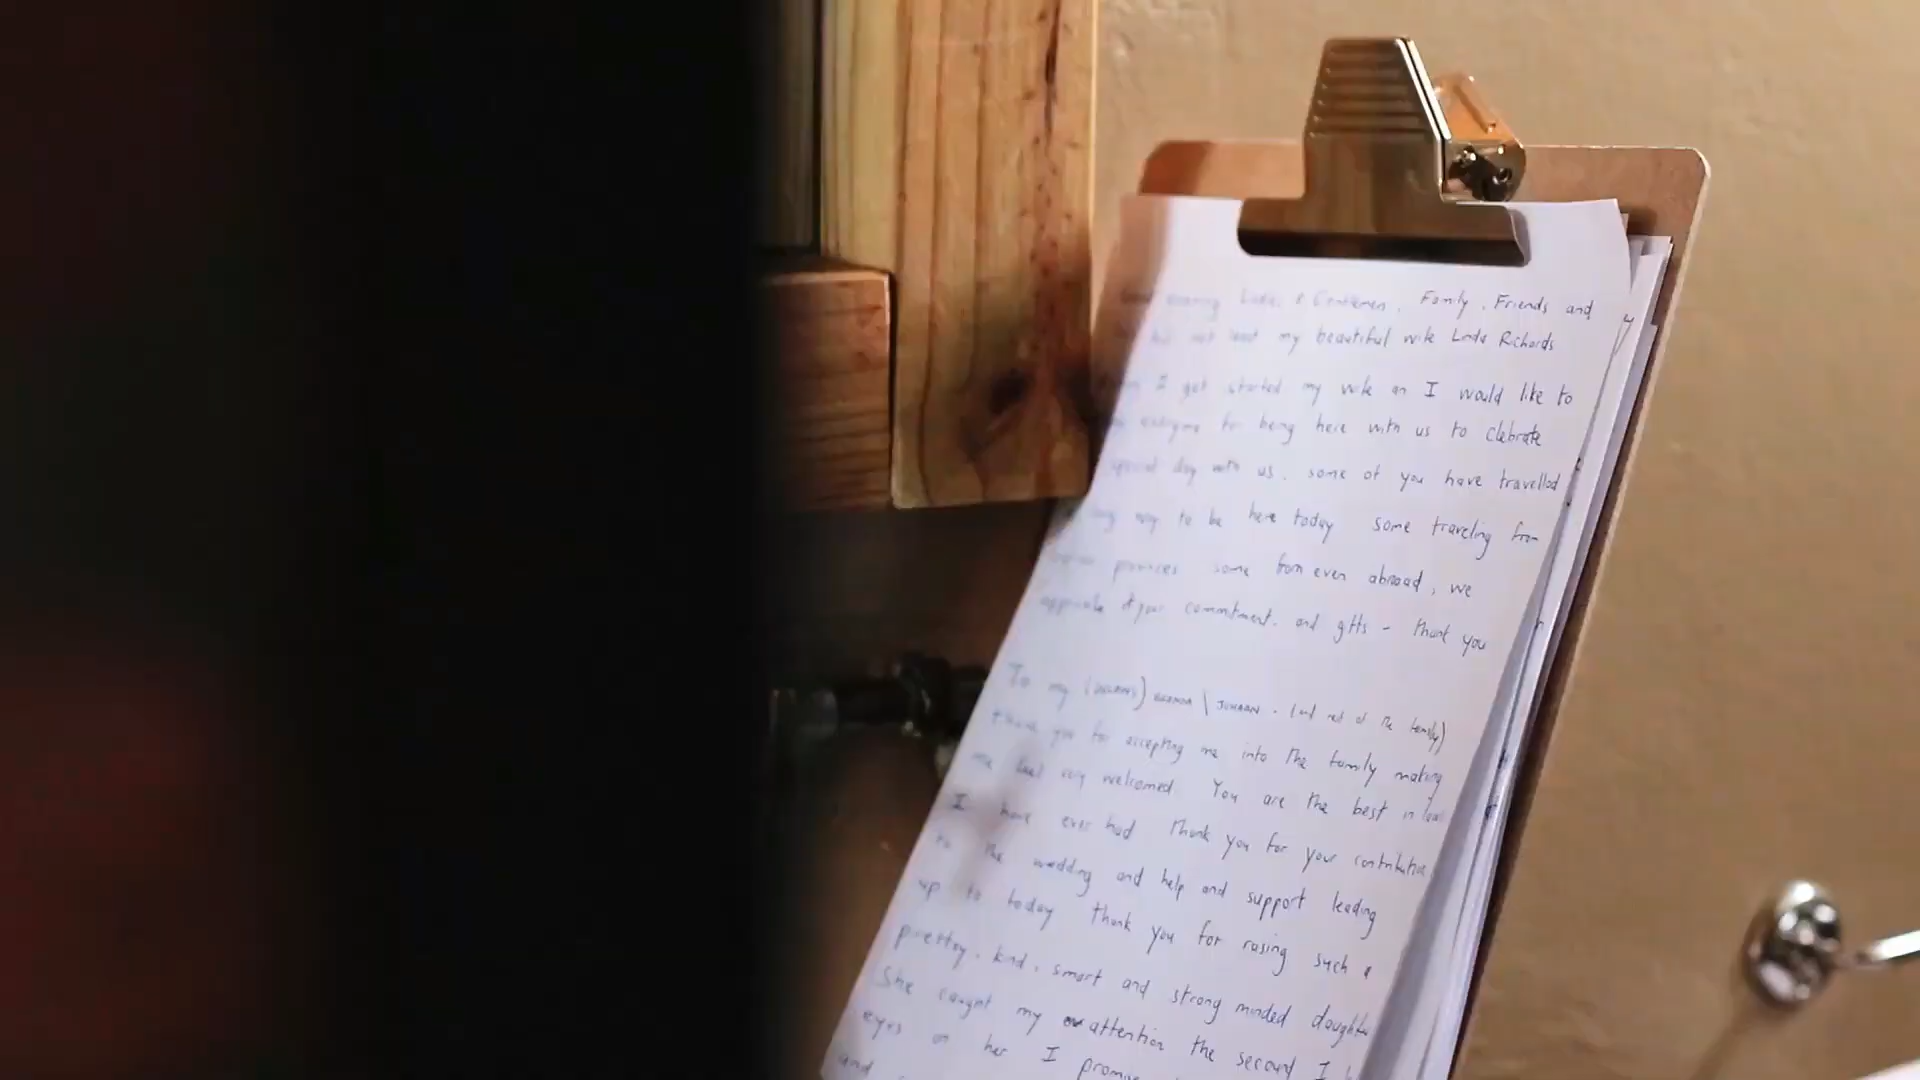 evening Ladies & Gentlemen, Family, Friends and
but not least my beautiful wife Linda Richards
I get started my wife an I would like to
everyone for being here with us to clebrate
special day with us, some of you have travelled
long way to be here today some traveling from
provinces some from even abroad, we
appreciate your commitment, and gifts - thank you
To my JOHAN - (and rest of the family)
thank you for accepting me into the family making
me feel very welcomed. You are the best in laws
I have ever had thank you for your contribution
to the wedding and help and support leading
up to today thank you for rasing such a
pretty, kind, smart and strong minded doughter
She caught my attention the second I
eyes on her I promise
and